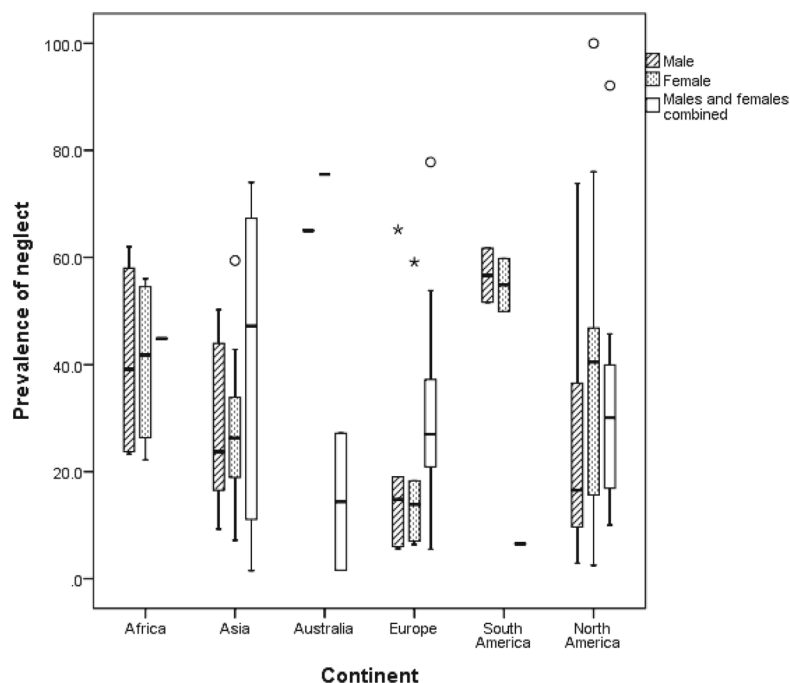 100.0
80.0
60.0
40.0
20.0
.0
Prevalence of neglect
Male
Female
Males and females
combined
Africa
Asia
Australia
Europe
South
America
North
America
Continent